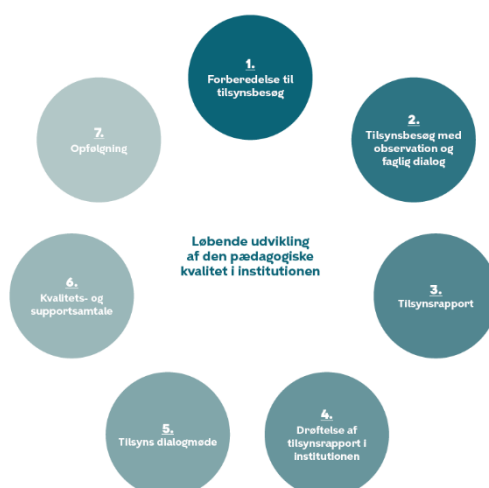 1.
Forberedelse til
tilsynsbesøg
2.
Tilsynsbesøg med
observation og
faglig dialog
3.
Tilsynsrapport
4.
Drøftelse af
tilsynsrapport i
institutionen
5.
Tilsyns dialogmøde
6.
Kvalitets- og
supportsamtale
7.
Opfølgning
Løbende udvikling
af den pædagogiske
kvalitet i institutionen